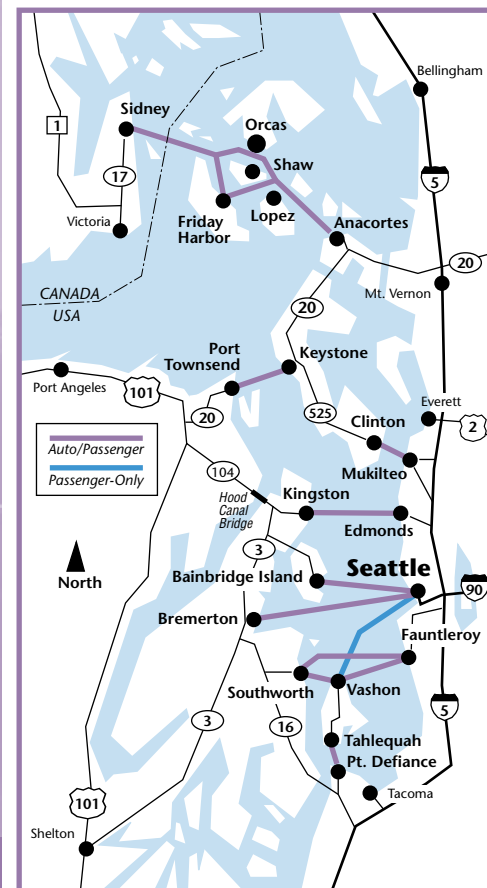 Bellingham
Sidney
1
Orcas
Shaw
17
5
Victoria
Friday
Harbor
Lopez
Anacortes
20
CANADA
USA
20
Mt. Vernon
Port
Townsend
Keystone
Port Angeles
101
20
525
Everett
2
Clinton
Auto/Passenger
Passenger-Only
Mukilteo
104
Hood
Canal
Bridge
Kingston
Edmonds
3
North
Bainbridge Island
Seattle
90
Bremerton
Fauntleroy
Southworth
Vashon
5
3
16
Tahlequah
Pt. Defiance
101
Tacoma
Shelton